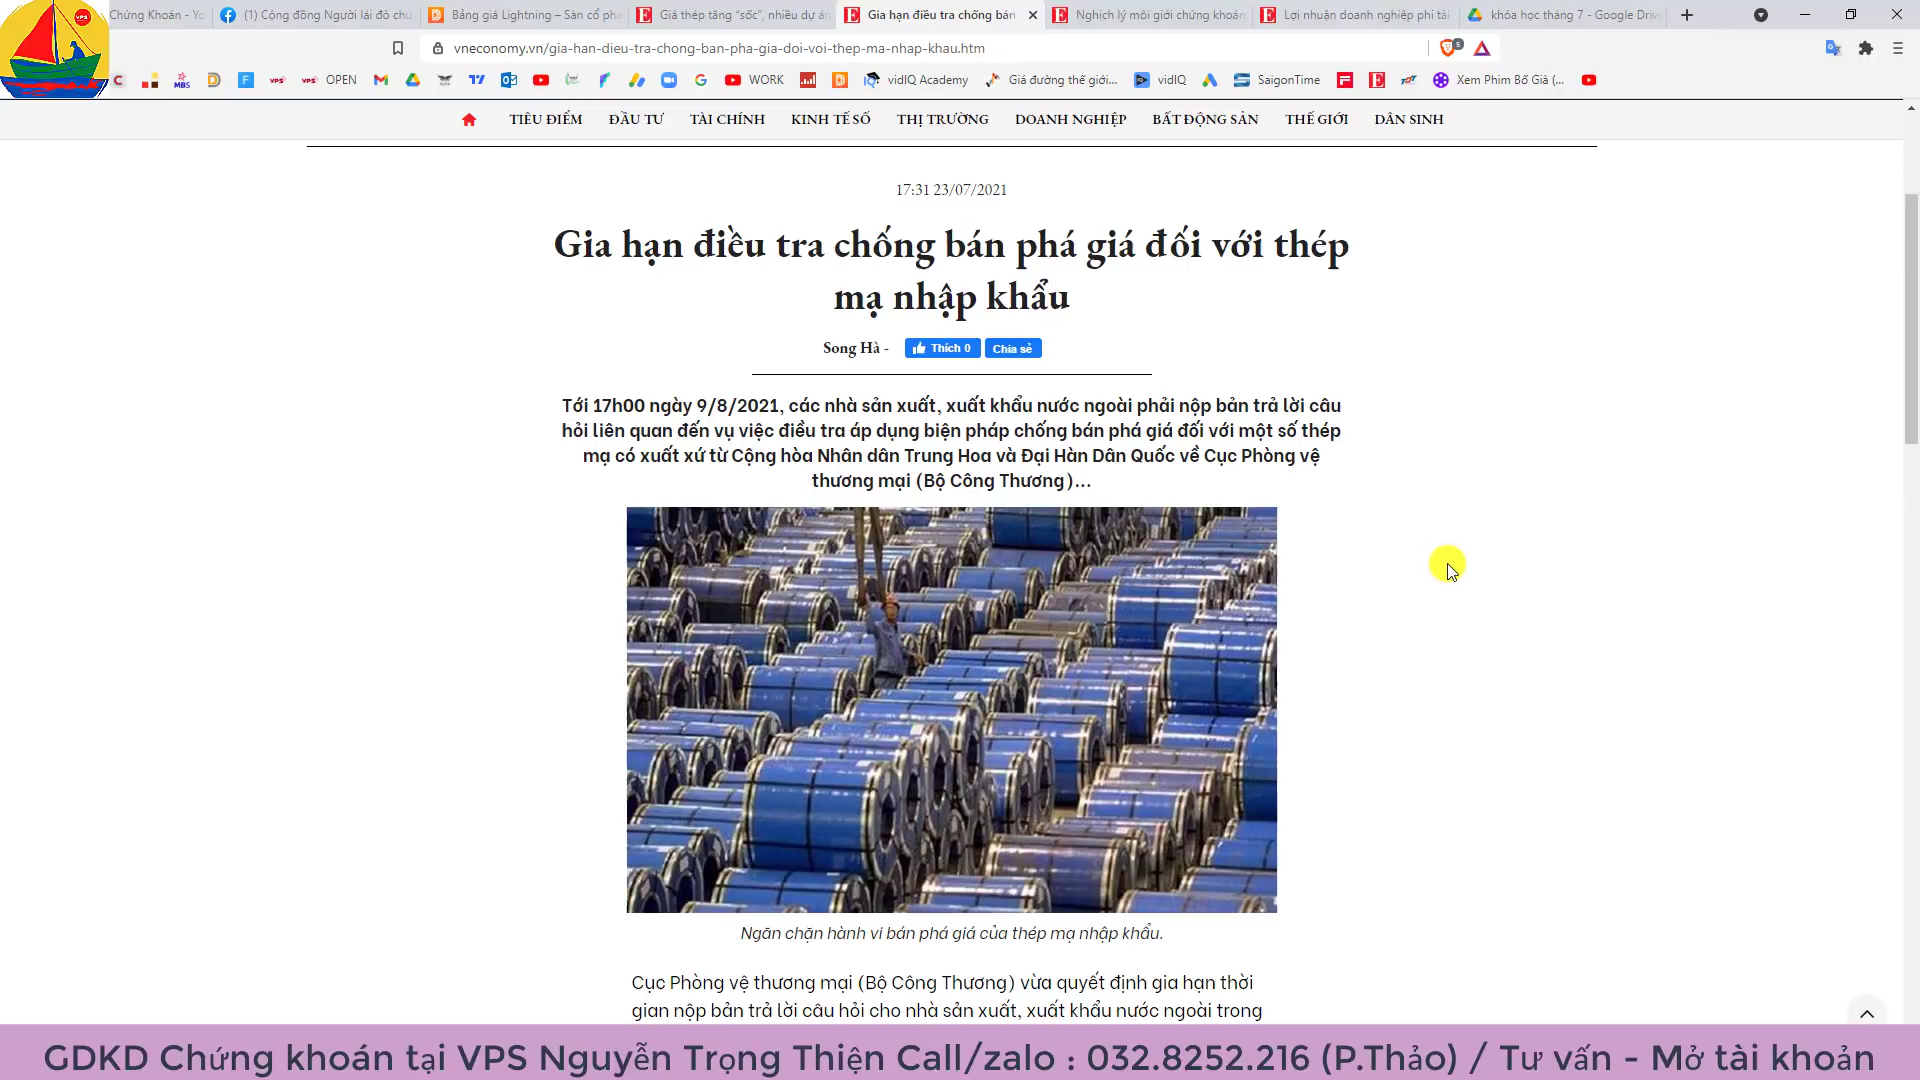 Chứng Khoán - Yo
(1) Cộng đồng Người lái đò chứ
Bảng giá Lightning – Sàn cổ phi
Giá thép tăng “sốc”, nhiều dự án
Gia hạn điều tra chống bán
Nghịch lý môi giới chứng khoán
Lợi nhuận doanh nghiệp phi tài
khóa học tháng 7 - Google Drive
vneconomy.vn/gia-han-dieu-tra-chong-ban-pha-gia-doi-voi-thep-ma-nhap-khau.htm
5
MBS VPS VPS OPEN WORK vidIQ Academy Giá đường thế giới... vidIQ SaigonTime Xem Phim Bố Già (...
TIÊU ĐIỂM ĐẦU TƯ TÀI CHÍNH KINH TẾ SỐ THỊ TRƯỜNG DOANH NGHIỆP BẤT ĐỘNG SẢN THẾ GIỚI DÂN SINH
17:31 23/07/2021
Gia hạn điều tra chống bán phá giá đối với thép
mạ nhập khẩu
Song Hà - Thích 0 Chia sẻ
Tới 17h00 ngày 9/8/2021, các nhà sản xuất, xuất khẩu nước ngoài phải nộp bản trả lời câu
hỏi liên quan đến vụ việc điều tra áp dụng biện pháp chống bán phá giá đối với một số thép
mạ có xuất xứ từ Cộng hòa Nhân dân Trung Hoa và Đại Hàn Dân Quốc về Cục Phòng vệ
thương mại (Bộ Công Thương)...
Ngăn chặn hành vi bán phá giá của thép mạ nhập khẩu.
Cục Phòng vệ thương mại (Bộ Công Thương) vừa quyết định gia hạn thời
gian nộp bản trả lời câu hỏi cho nhà sản xuất, xuất khẩu nước ngoài trong
GDKD Chứng khoán tại VPS Nguyễn Trọng Thiện Call/zalo : 032.8252.216 (P.Thảo) / Tư vấn - Mở tài khoản